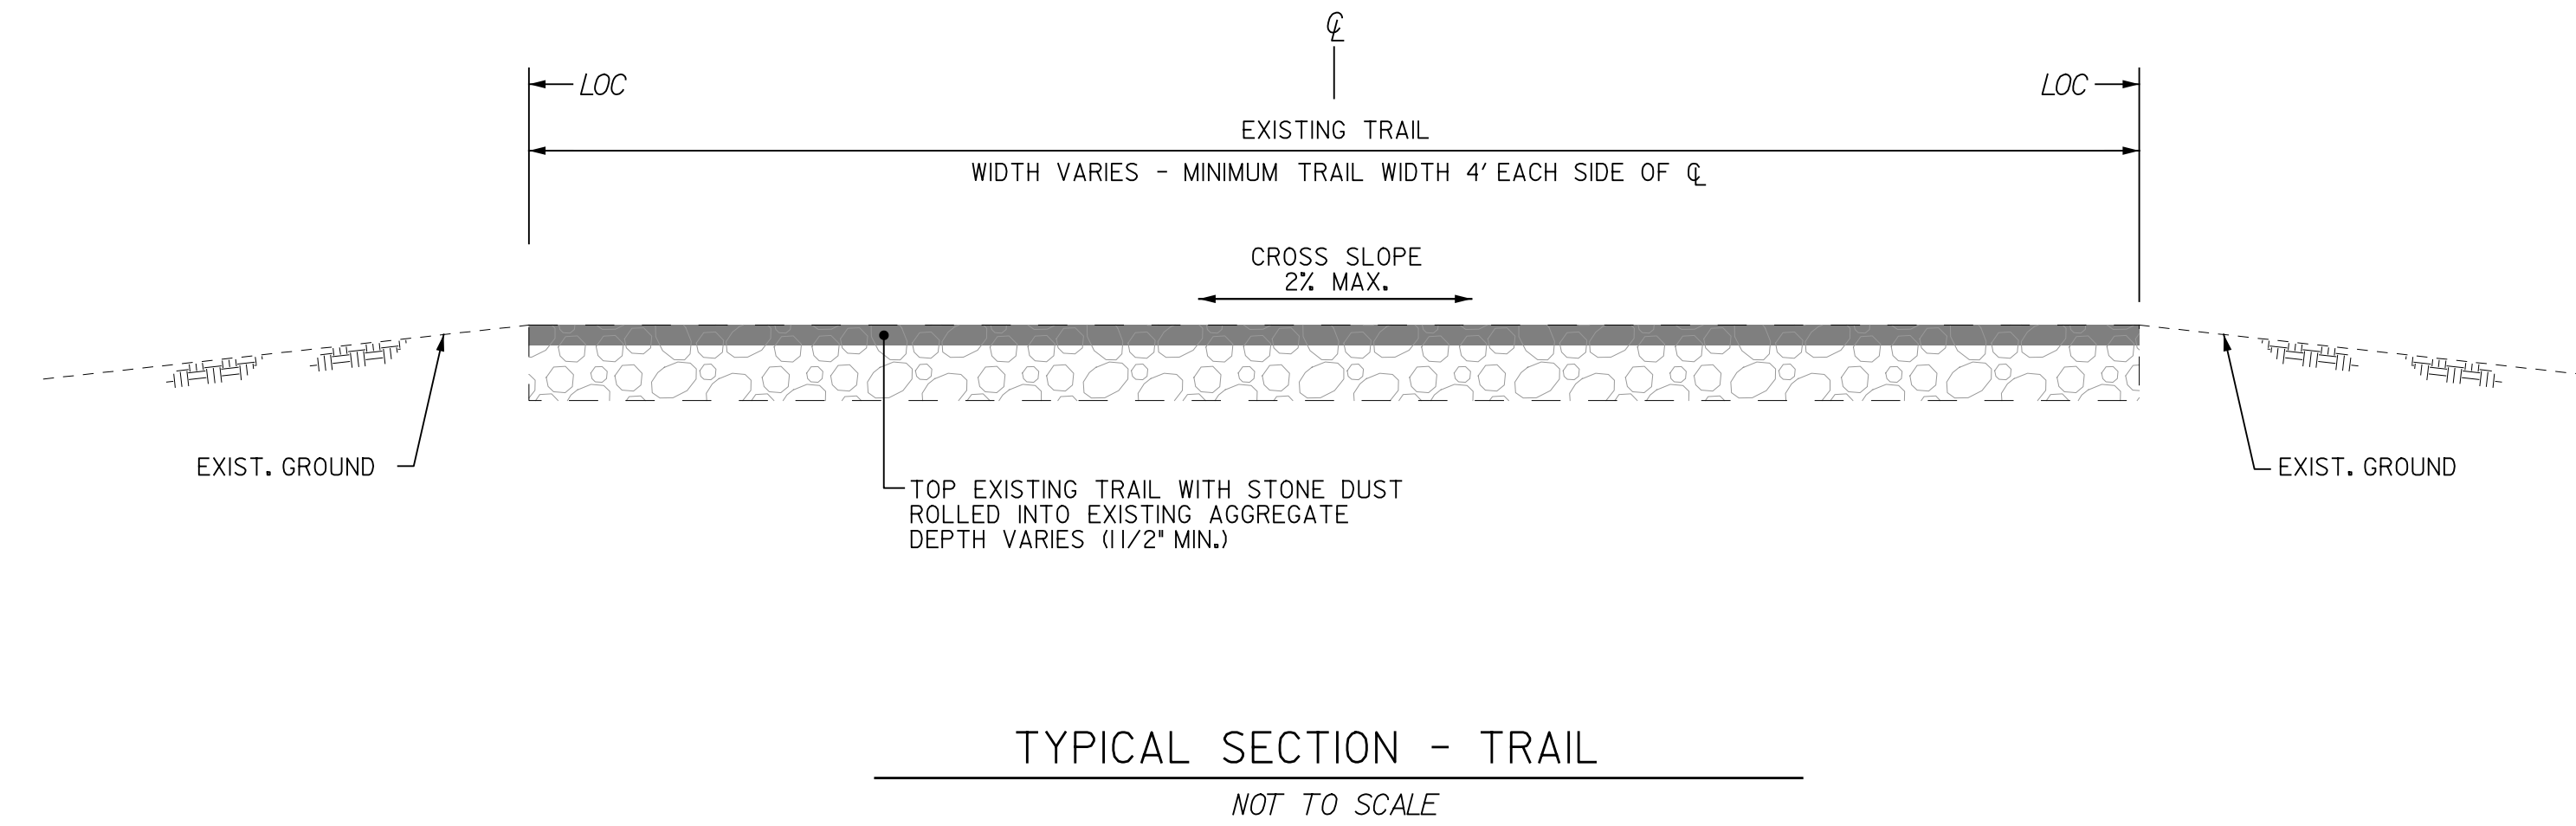 ℄
LOC
LOC
EXISTING TRAIL
WIDTH VARIES - MINIMUM TRAIL WIDTH 4' EACH SIDE OF ℄
CROSS SLOPE
2% MAX.
EXIST. GROUND
EXIST. GROUND
TOP EXISTING TRAIL WITH STONE DUST
ROLLED INTO EXISTING AGGREGATE
DEPTH VARIES (1 1/2" MIN.)
TYPICAL SECTION - TRAIL
NOT TO SCALE